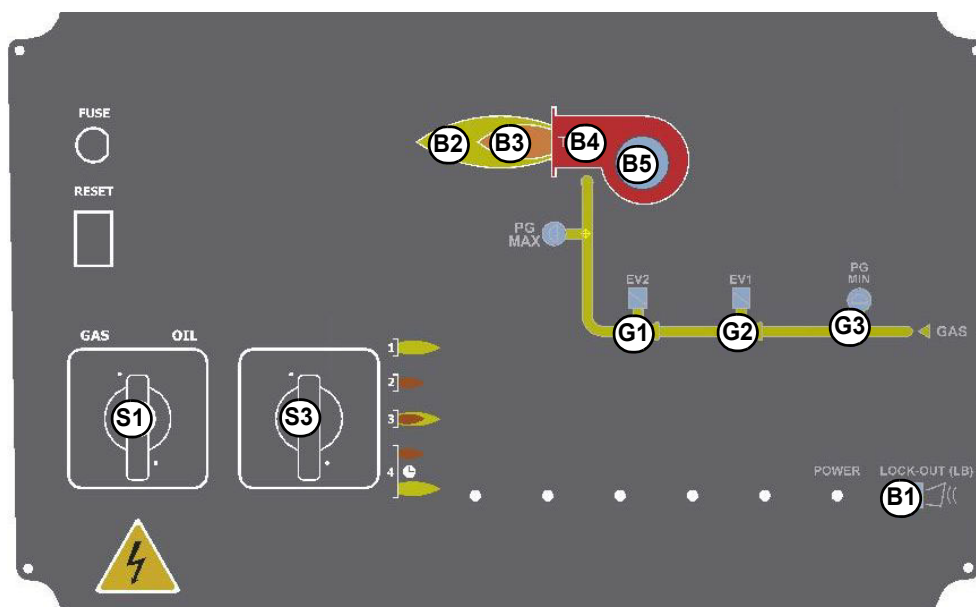 FUSE
B2
B3
B4
B5
RESET
PG
MAX
EV2
EV1
PG
MIN
G1
G2
G3
GAS
GAS
OIL
1
2
3
4
S1
S3
POWER
LOCK-OUT (LB)
B1